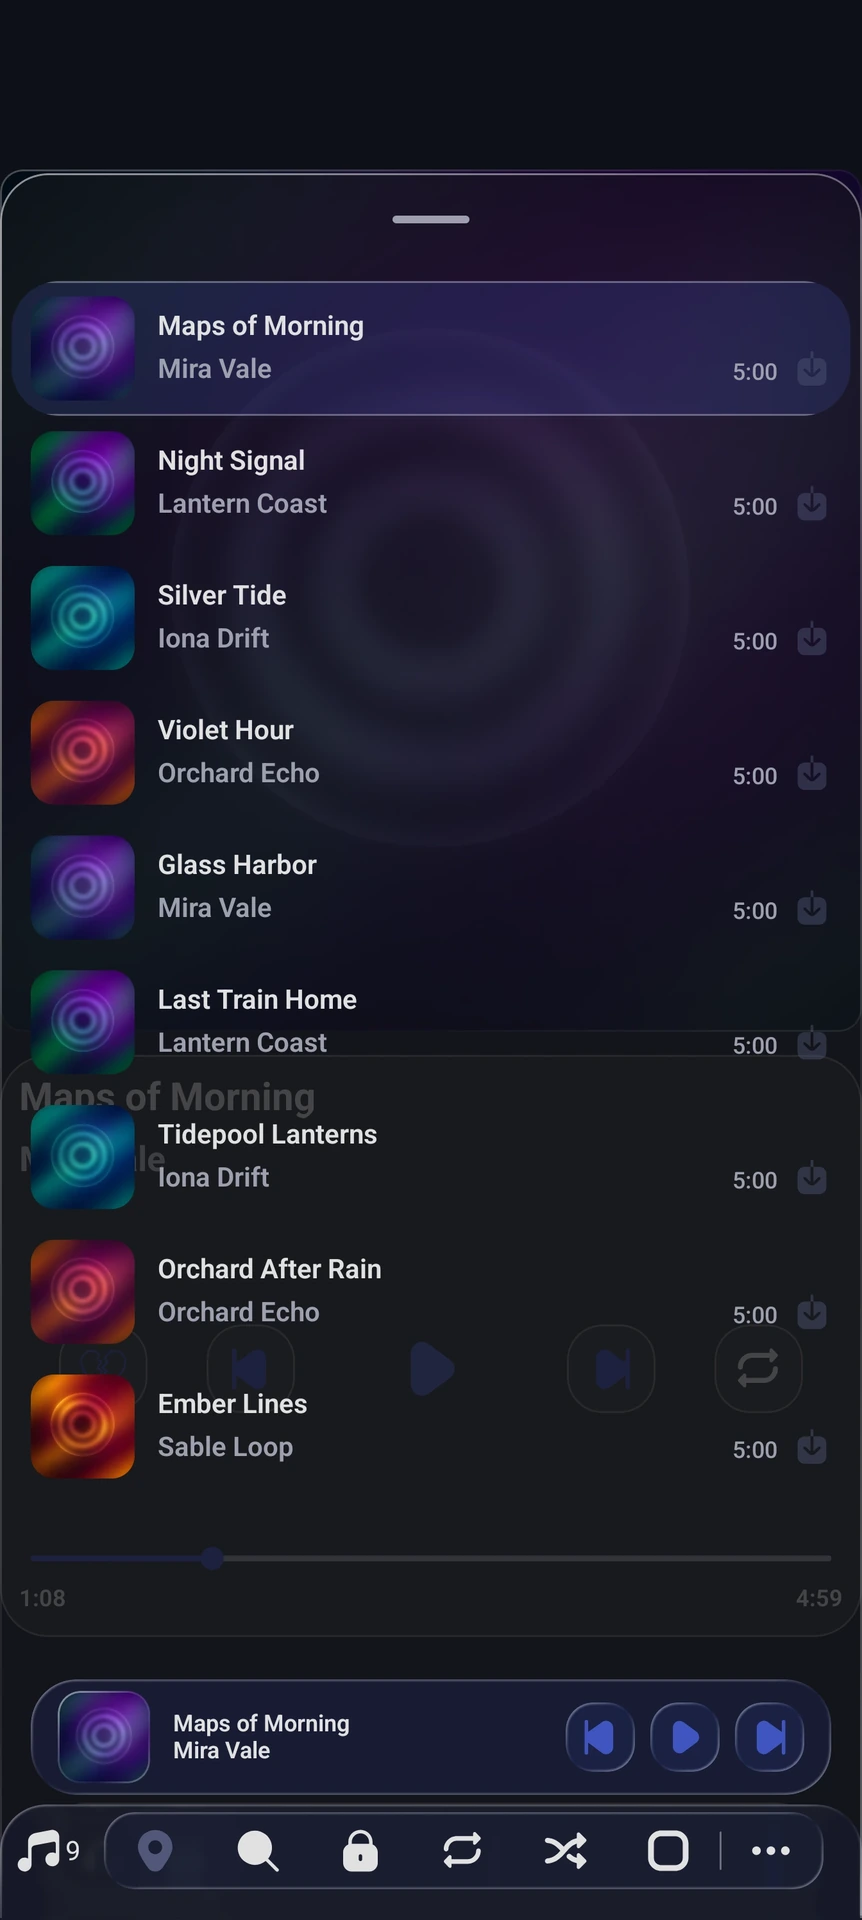 Maps of Morning
Mira Vale
5:00
Night Signal
Lantern Coast
5:00
Silver Tide
Iona Drift
5:00
Violet Hour
Orchard Echo
5:00
Glass Harbor
Mira Vale
5:00
Last Train Home
Lantern Coast
5:00
Maps of Morning
Tidepool Lanterns
Iona Drift
5:00
Orchard After Rain
Orchard Echo
5:00
Ember Lines
Sable Loop
5:00
1:08
4:59
Maps of Morning
Mira Vale
9